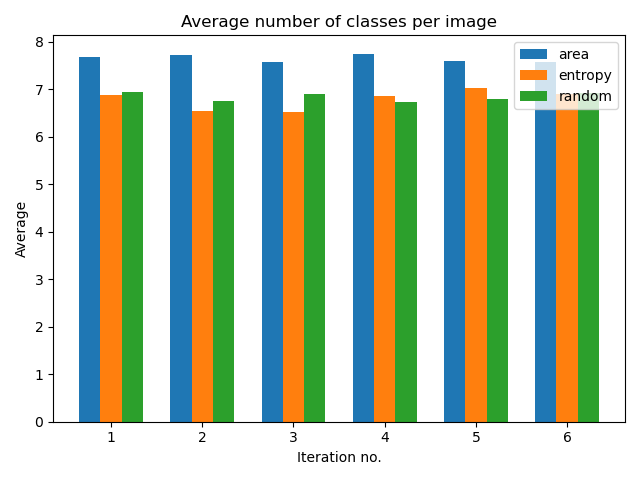 Average number of classes per image
8
7
6
5
4
3
2
1
0
Average
area
entropy
random
1 2 3 4 5 6
Iteration no.